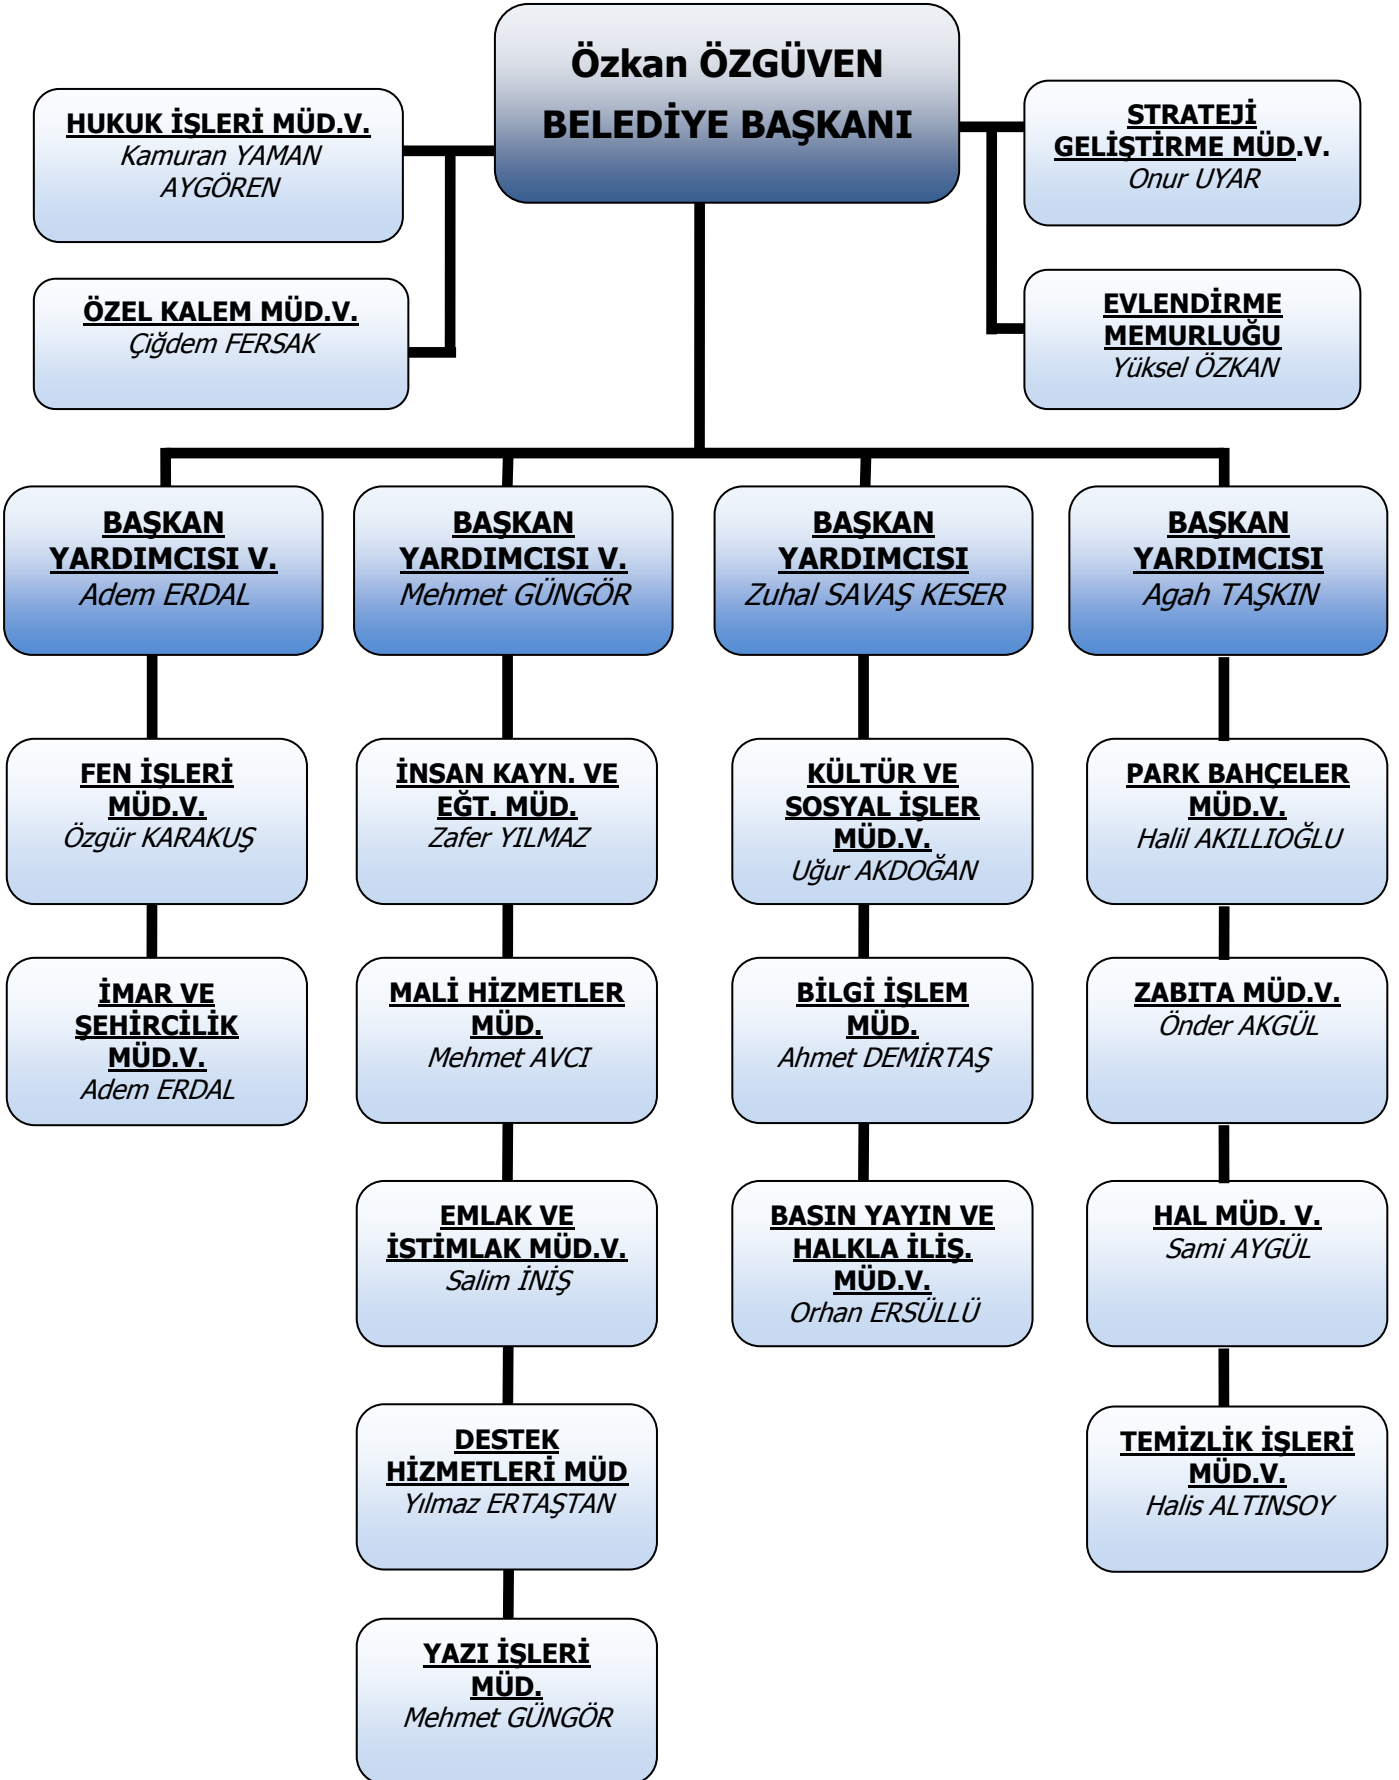 Özkan ÖZGÜVEN
BELEDİYE BAŞKANI
HUKUK İŞLERİ MÜD.V.
Kamuran YAMAN
AYGÖREN
ÖZEL KALEM MÜD.V.
Çiğdem FERSAK
STRATEJİ
GELİŞTİRME MÜD.V.
Onur UYAR
EVLENDİRME
MEMURLUĞU
Yüksel ÖZKAN
BAŞKAN
YARDIMCISI V.
Adem ERDAL
FEN İŞLERİ
MÜD.V.
Özgür KARAKUŞ
İMAR VE
ŞEHİRCİLİK
MÜD.V.
Adem ERDAL
BAŞKAN
YARDIMCISI V.
Mehmet GÜNGÖR
İNSAN KAYN. VE
EĞT. MÜD.
Zafer YILMAZ
MALİ HİZMETLER
MÜD.
Mehmet AVCI
EMLAK VE
İSTİMLAK MÜD.V.
Salim İNİŞ
DESTEK
HİZMETLERİ MÜD
Yılmaz ERTAŞTAN
YAZI İŞLERİ
MÜD.
Mehmet GÜNGÖR
BAŞKAN
YARDIMCISI
Zuhal SAVAŞ KESER
KÜLTÜR VE
SOSYAL İŞLER
MÜD.V.
Uğur AKDOĞAN
BİLGİ İŞLEM
MÜD.
Ahmet DEMİRTAŞ
BASIN YAYIN VE
HALKLA İLİŞ.
MÜD.V.
Orhan ERSÜLLÜ
BAŞKAN
YARDIMCISI
Agah TAŞKIN
PARK BAHÇELER
MÜD.V.
Halil AKILLIOĞLU
ZABITA MÜD.V.
Önder AKGÜL
HAL MÜD. V.
Sami AYGÜL
TEMİZLİK İŞLERİ
MÜD.V.
Halis ALTINSOY